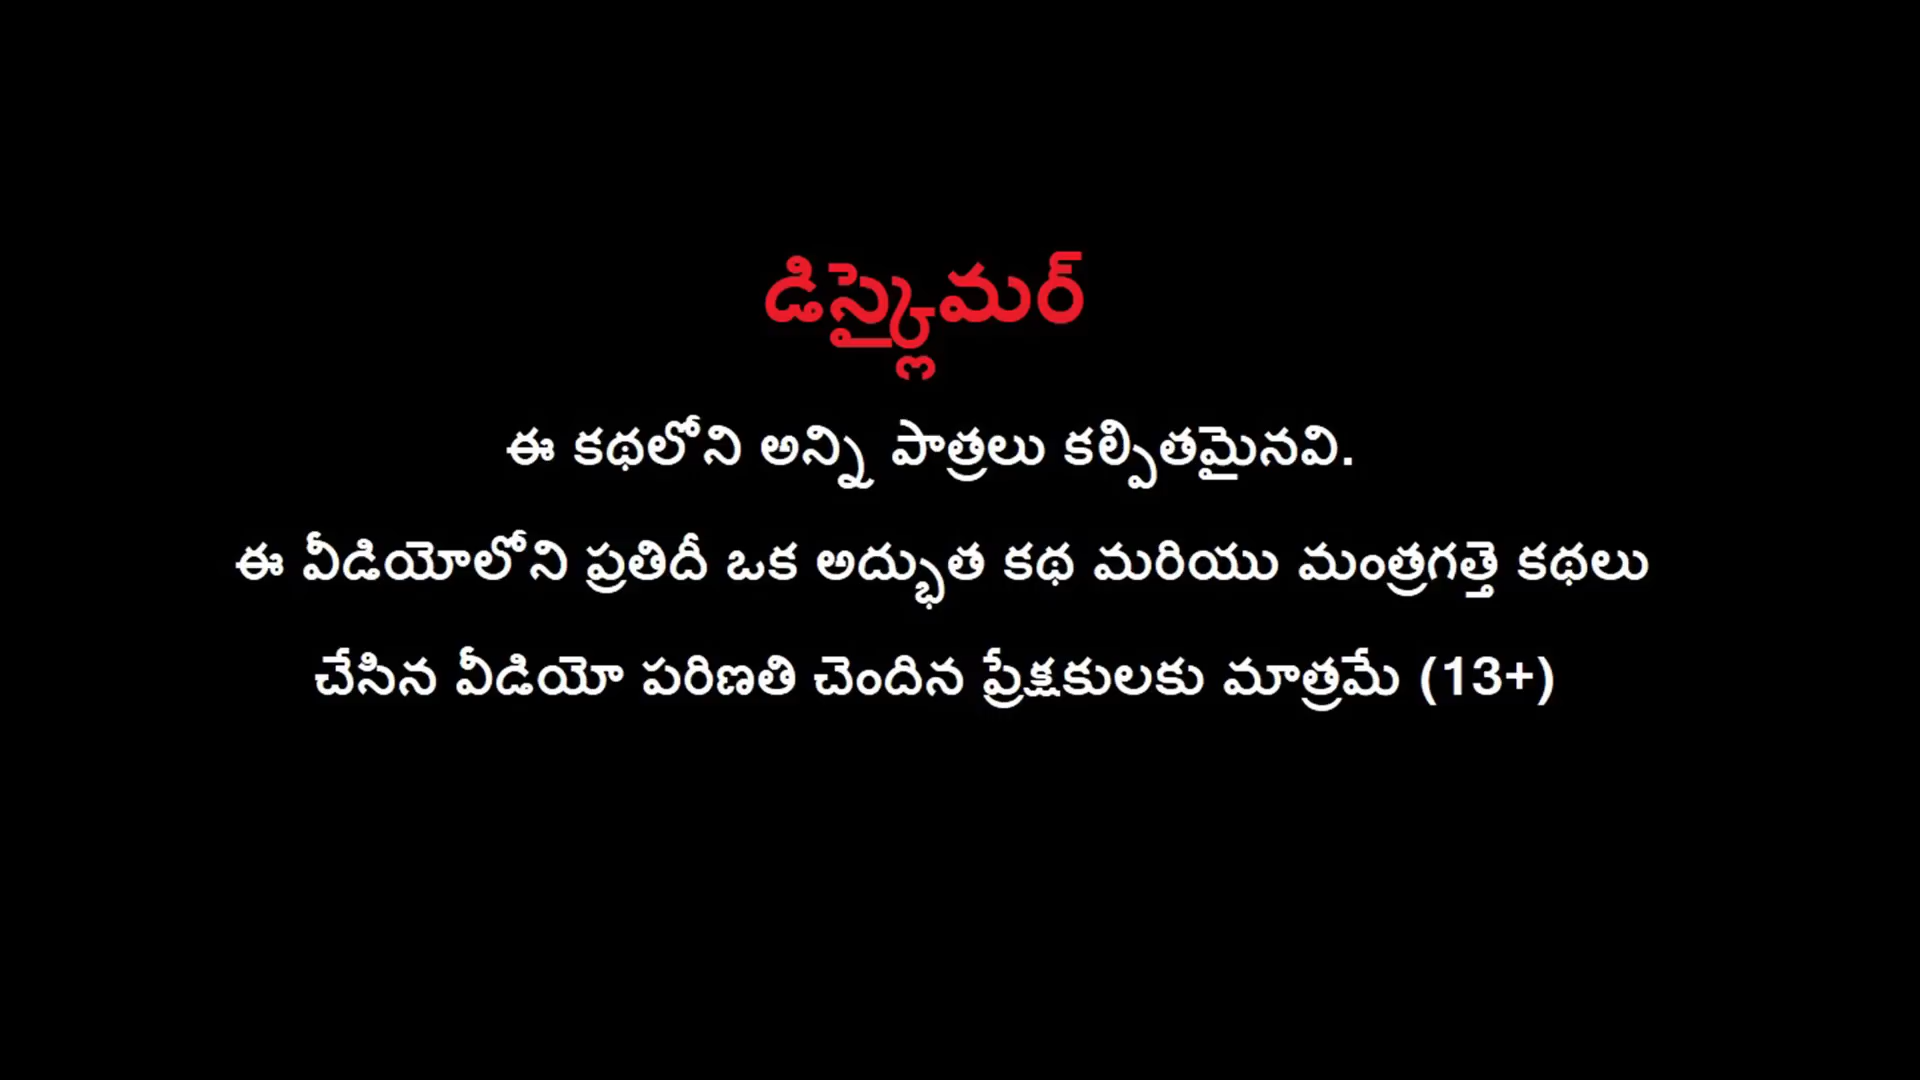 డిస్క్లైమర్
ఈ కథలోని అన్ని పాత్రలు కల్పితమైనవి.
ఈ వీడియోలోని ప్రతిదీ ఒక అద్భుత కథ మరియు మంత్రగత్తె కథలు
చేసిన వీడియో పరిణతి చెందిన ప్రేక్షకులకు మాత్రమే (13+)